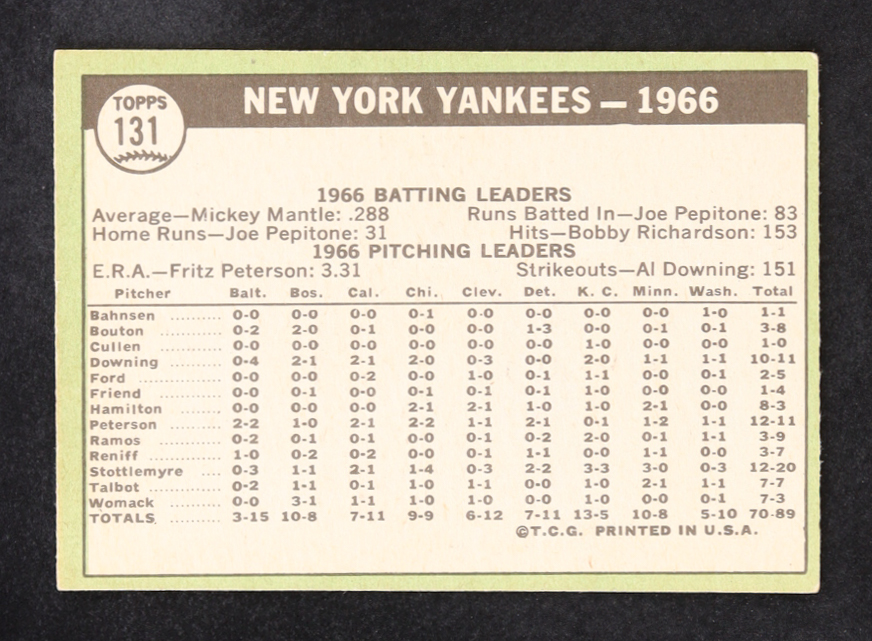 TOPPS
131
NEW YORK YANKEES — 1966
1966 BATTING LEADERS
Average—Mickey Mantle: .288 Runs Batted In—Joe Pepitone: 83
Home Runs—Joe Pepitone: 31 Hits—Bobby Richardson: 153
1966 PITCHING LEADERS
E.R.A.—Fritz Peterson: 3.31 Strikeouts—Al Downing: 151
Pitcher Balt. Bos. Cal. Chi. Clev. Det. K. C. Minn. Wash. Total
Bahnsen .......... 0-0 0-0 0-0 0-1 0-0 0-0 0-0 0-0 1-0 1-1
Bouton .......... 0-2 2-0 0-1 0-0 0-0 1-3 0-0 0-1 0-1 3-8
Cullen .......... 0-0 0-0 0-0 0-0 0-0 0-0 1-0 0-0 0-0 1-0
Downing .......... 0-4 2-1 2-1 2-0 0-3 0-0 2-0 1-1 1-1 10-11
Ford .......... 0-0 0-0 0-2 0-0 1-0 0-1 1-1 0-0 0-1 2-5
Friend .......... 0-0 0-1 0-0 0-1 0-1 0-1 1-0 0-0 0-0 1-4
Hamilton .......... 0-0 0-0 0-0 2-1 2-1 1-0 1-0 2-1 0-0 8-3
Peterson .......... 2-2 1-0 2-1 2-2 1-1 2-1 0-1 1-2 1-1 12-11
Ramos .......... 0-2 0-1 0-1 0-0 0-1 0-2 2-0 0-1 1-1 3-9
Reniff .......... 1-0 0-2 0-2 0-0 0-1 1-1 0-0 1-1 0-0 3-7
Stottlemyre .... 0-3 1-1 2-1 1-4 0-3 2-2 3-3 3-0 0-3 12-20
Talbot .......... 0-2 1-1 0-1 1-0 1-1 0-0 1-0 2-1 1-1 7-7
Womack .......... 0-0 3-1 1-1 1-0 1-0 0-0 1-0 0-0 0-1 7-3
TOTALS .......... 3-15 10-8 7-11 9-9 6-12 7-11 13-5 10-8 5-10 70-89
©T.C.G. PRINTED IN U.S.A.